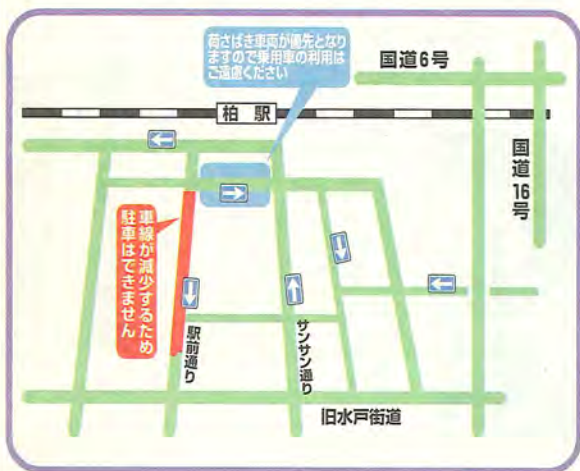 荷さばき車両が優先となり
ますので乗用車の利用は
ご遠慮ください
国道6号
柏駅
国道16号
車線が減少するため
駐車はできません
駅前通り
サンサン通り
旧水戸街道